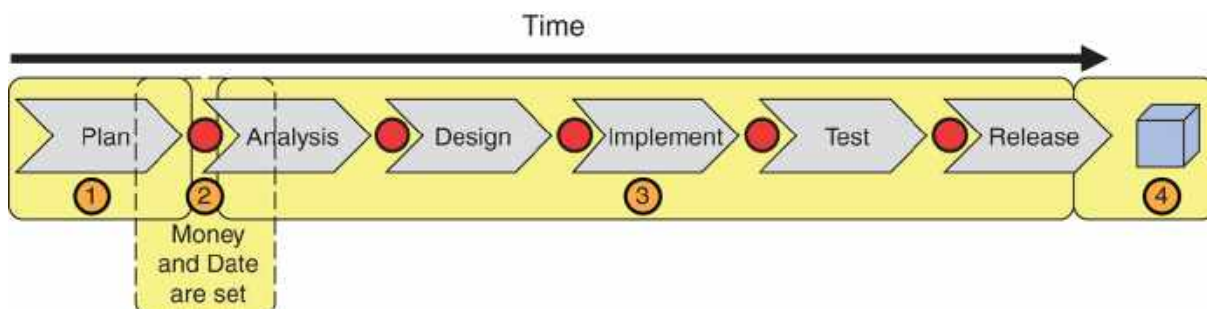 Time
Plan
Analysis
Design
Implement
Test
Release
1
2
3
4
Money
and Date
are set